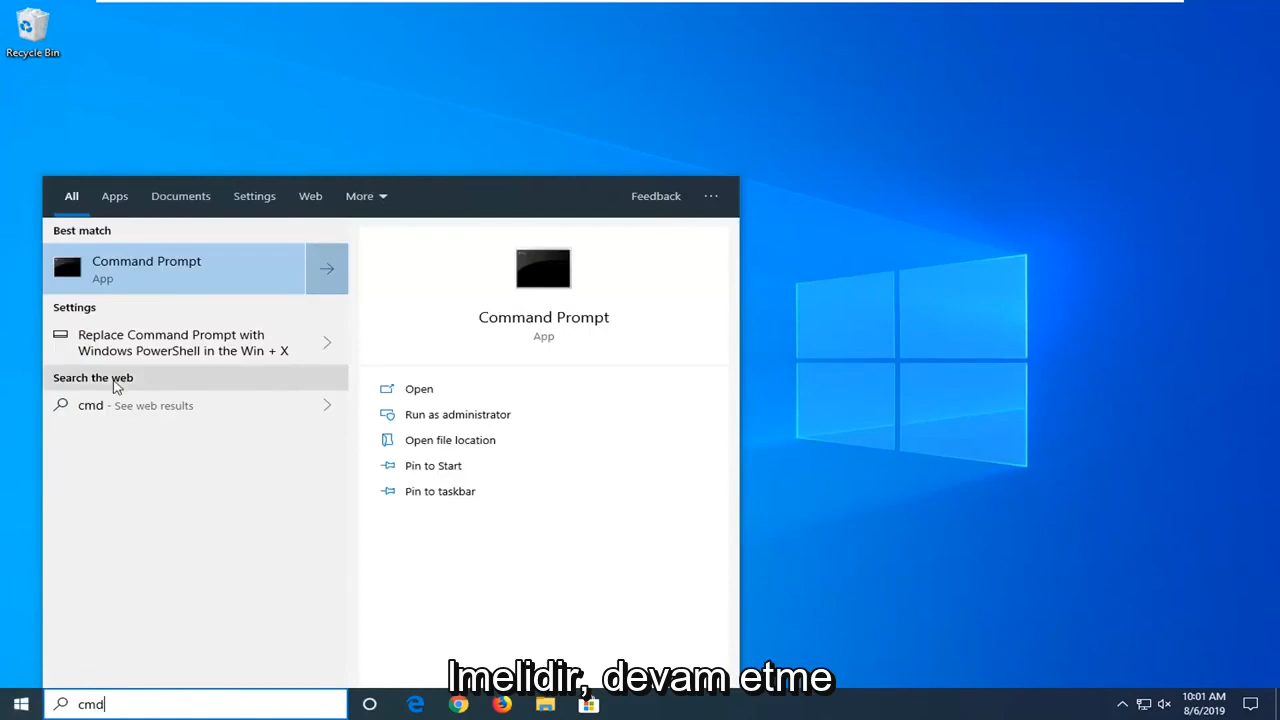 Recycle Bin
All Apps Documents Settings Web More Feedback ...
Best match
Command Prompt
App
Settings
Replace Command Prompt with
Windows PowerShell in the Win + X
Search the web
cmd - See web results
Command Prompt
App
Open
Run as administrator
Open file location
Pin to Start
Pin to taskbar
lmelidir, devam etme
cmd
10:01 AM
8/6/2019